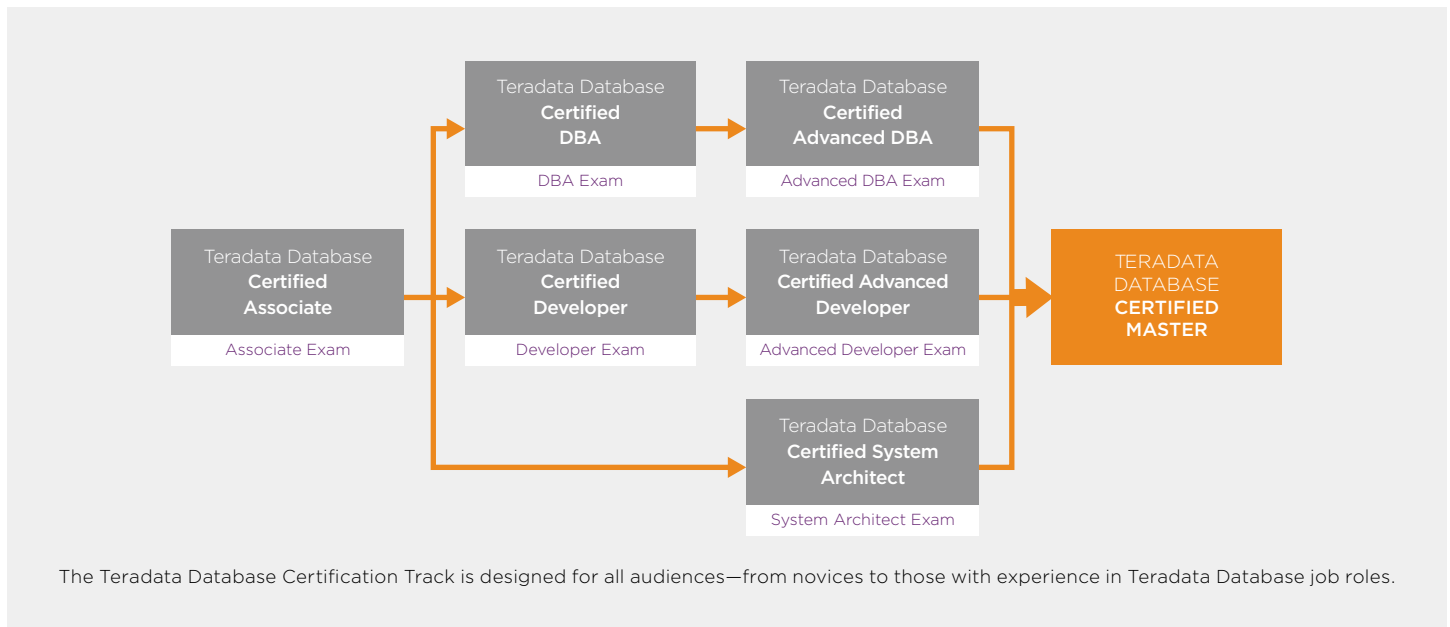 Teradata Database
Certified
DBA
DBA Exam
Teradata Database
Certified
Advanced DBA
Advanced DBA Exam
Teradata Database
Certified
Associate
Associate Exam
Teradata Database
Certified
Developer
Developer Exam
Teradata Database
Certified Advanced
Developer
Advanced Developer Exam
TERADATA
DATABASE
CERTIFIED
MASTER
Teradata Database
Certified System
Architect
System Architect Exam
The Teradata Database Certification Track is designed for all audiences—from novices to those with experience in Teradata Database job roles.